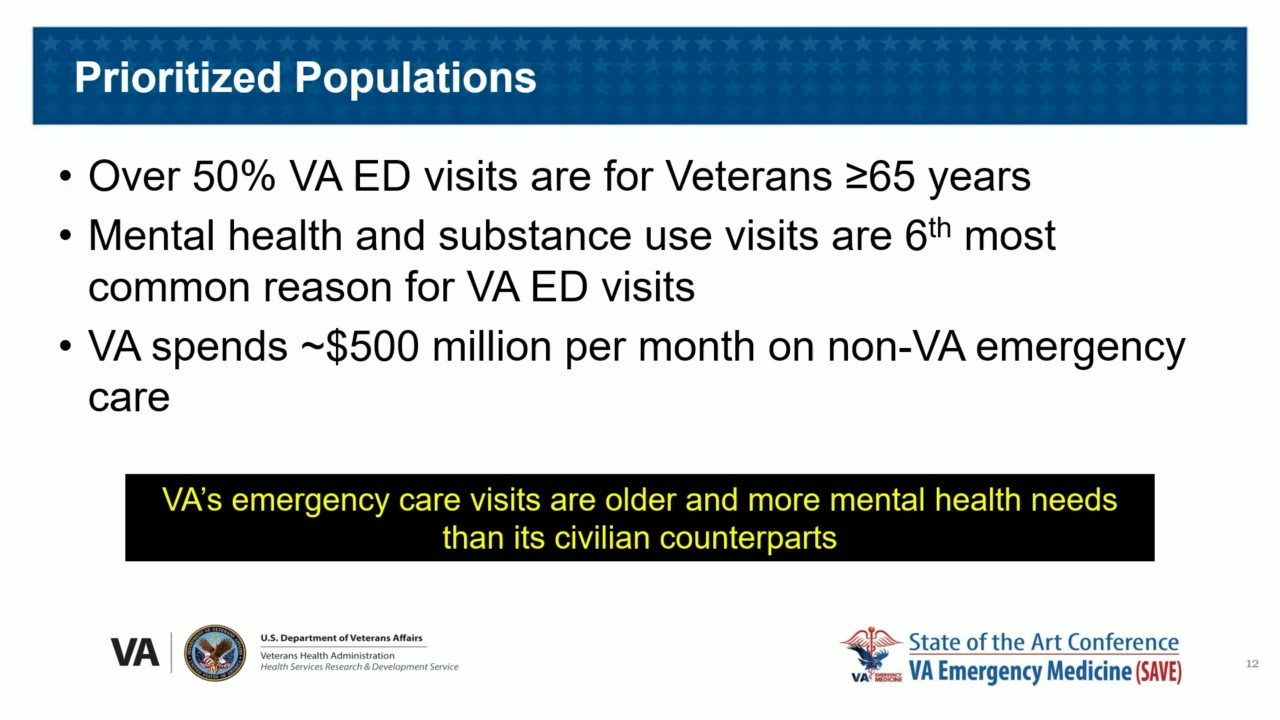 Prioritized Populations
• Over 50% VA ED visits are for Veterans ≥65 years
• Mental health and substance use visits are 6th most
common reason for VA ED visits
• VA spends ~$500 million per month on non-VA emergency
care
VA's emergency care visits are older and more mental health needs
than its civilian counterparts
VA
U.S. Department of Veterans Affairs
Veterans Health Administration
Health Services Research & Development Service
VA EMERGENCY MEDICINE
State of the Art Conference
VA Emergency Medicine (SAVE)
12